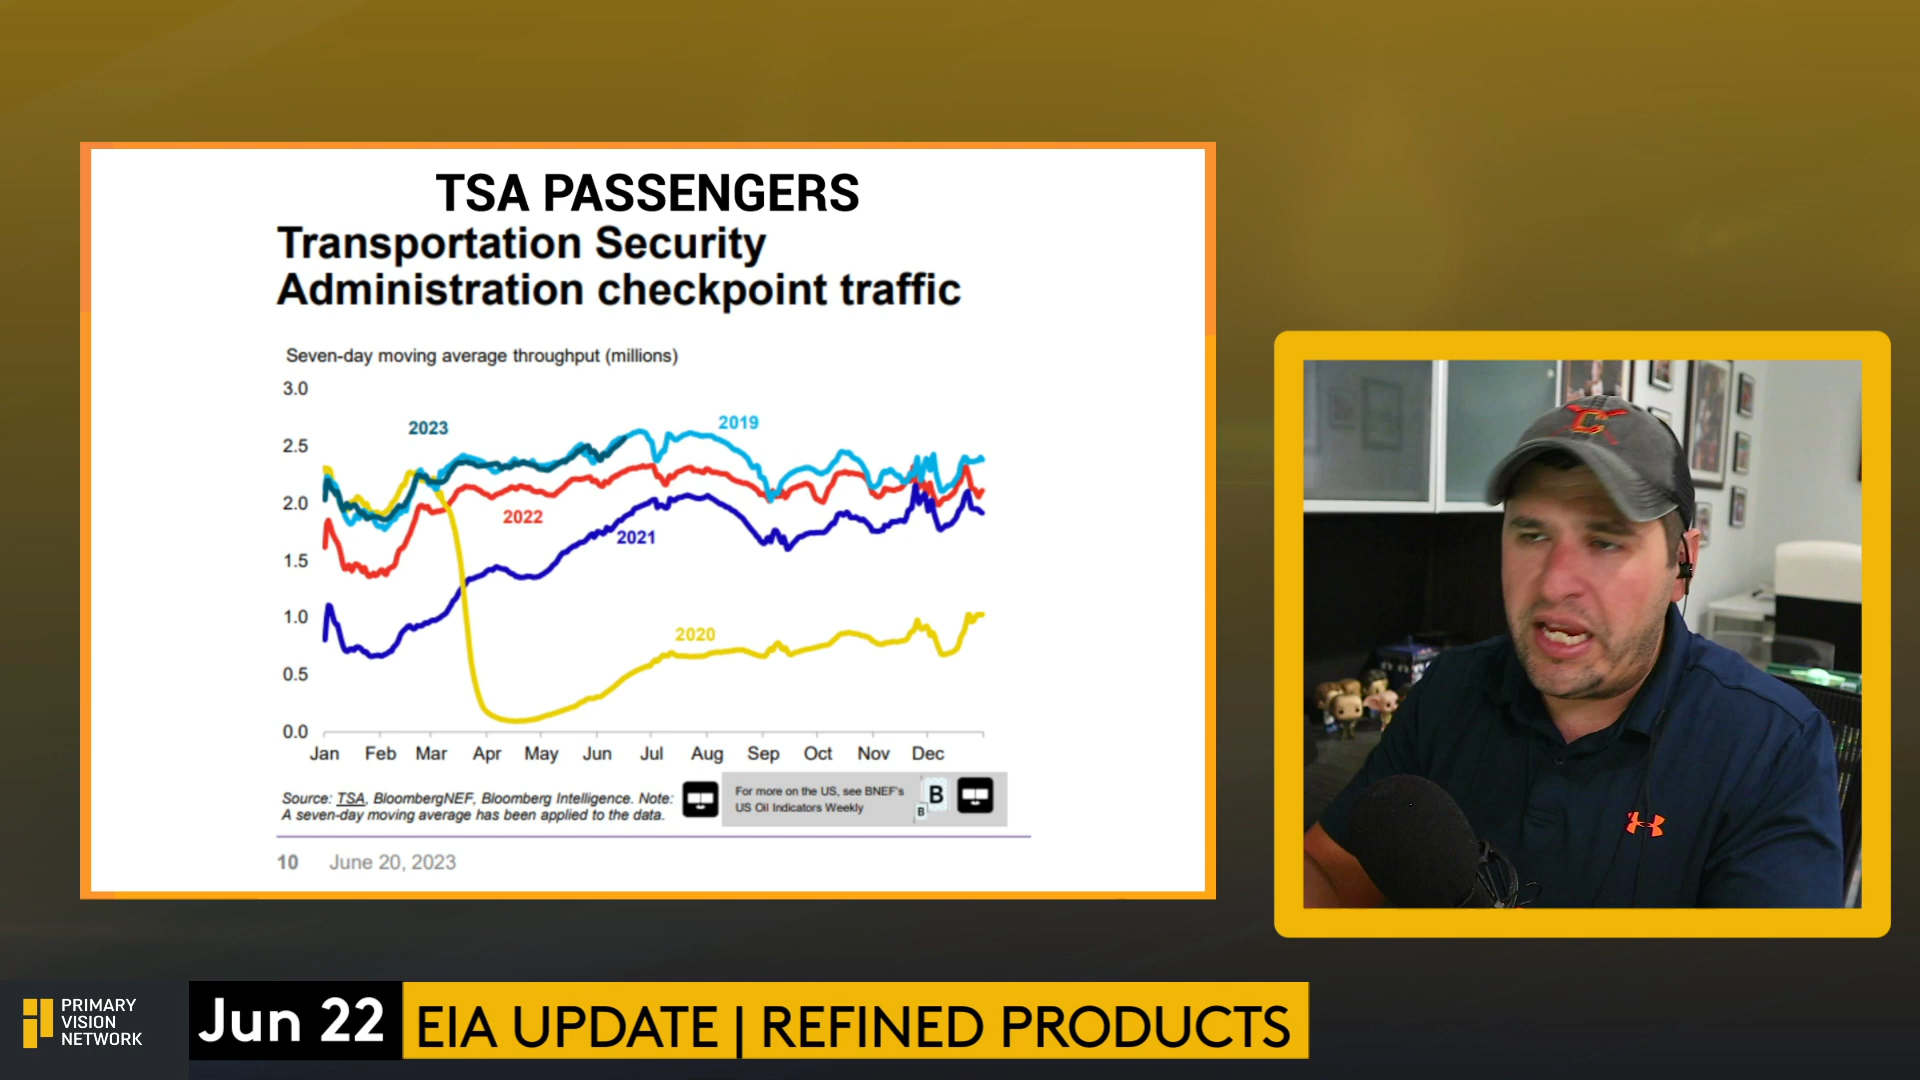 TSA PASSENGERS
Transportation Security
Administration checkpoint traffic
Seven-day moving average throughput (millions)
3.0
2.5
2.0
1.5
1.0
0.5
0.0
2023
2019
2022
2021
2020
Jan Feb Mar Apr May Jun Jul Aug Sep Oct Nov Dec
Source: TSA, BloombergNEF, Bloomberg Intelligence. Note:
A seven-day moving average has been applied to the data.
For more on the US, see BNEF's
US Oil Indicators Weekly
B
B
10 June 20, 2023
C
PRIMARY
VISION
NETWORK
Jun 22
EIA UPDATE | REFINED PRODUCTS